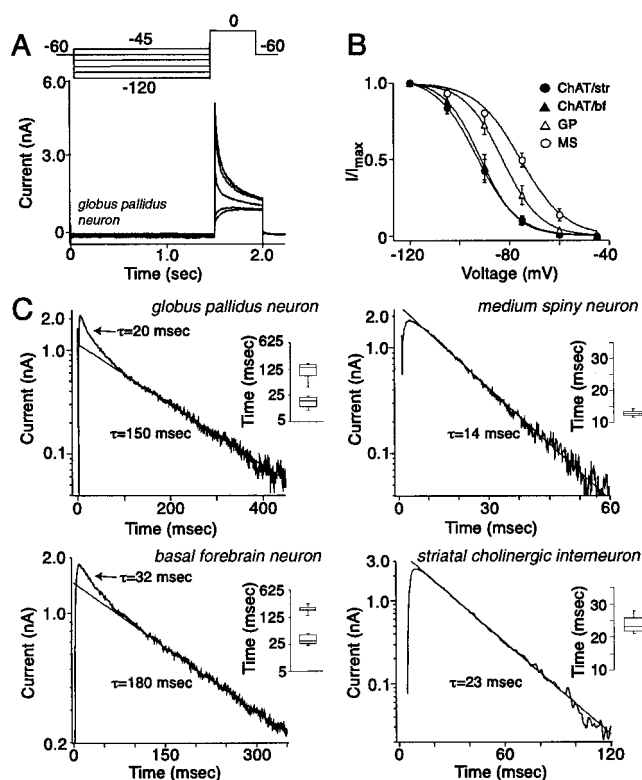 A
-60
-45
-120
0
-60
6.0
4.0
3.0
0
Current (nA)
globus pallidus
neuron
0
1.0
2.0
Time (sec)
B
1.0
0.5
0
I/Imax
ChAT/str
ChAT/bf
GP
MS
-120
-80
-60
-40
Voltage (mV)
C
globus pallidus neuron
2.0
1.0
0.1
Current (nA)
τ=20 msec
τ=150 msec
Time (msec)
625
125
25
5
0
200
400
Time (msec)
medium spiny neuron
2.0
1.0
0.1
Current (nA)
τ=14 msec
Time (msec)
30
20
10
0
30
60
Time (msec)
basal forebrain neuron
2.0
1.0
0.2
Current (nA)
τ=32 msec
τ=180 msec
Time (msec)
625
125
25
5
0
150
300
Time (msec)
striatal cholinergic interneuron
3.0
1.0
0.1
Current (nA)
τ=23 msec
Time (msec)
30
20
10
0
60
120
Time (msec)